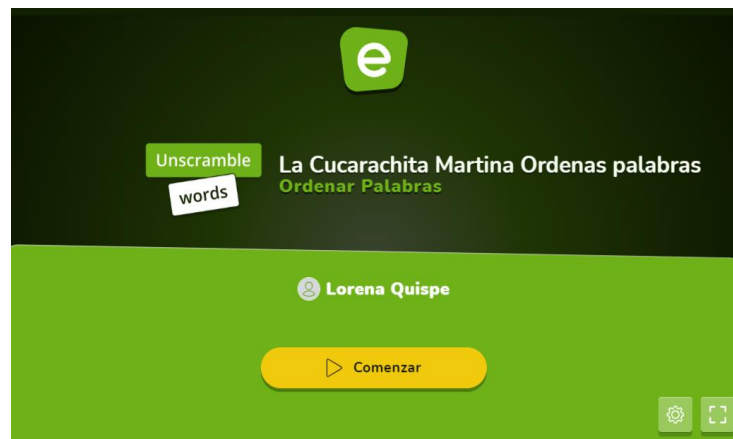 e
Unscramble
words
La Cucarachita Martina Ordenas palabras
Ordenar Palabras
Lorena Quispe
Comenzar